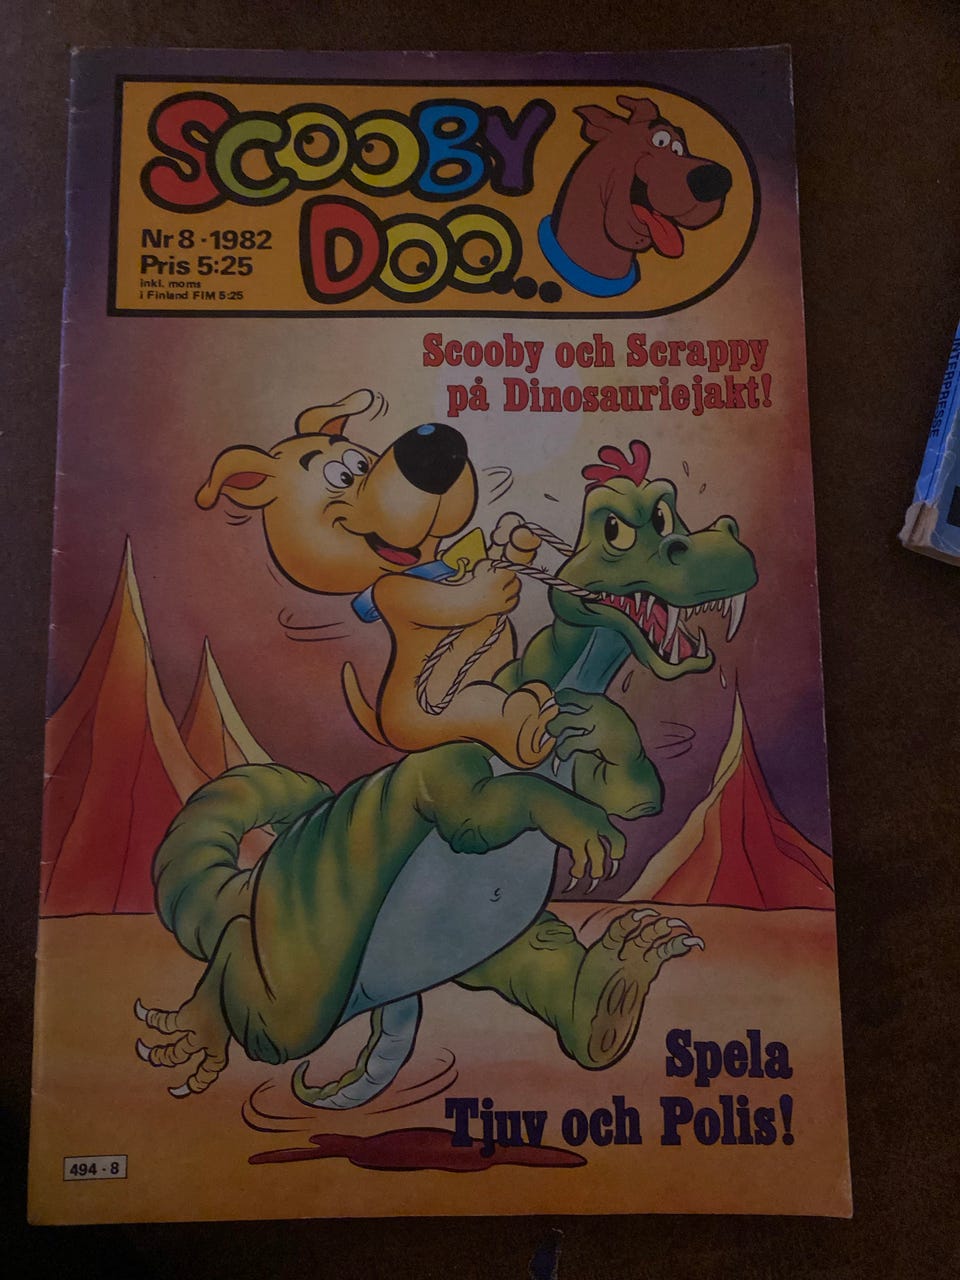 SCOOBY
DOO...
Nr 8 - 1982
Pris 5:25
inkl. moms
i Finland FIM 5:25
Scooby och Scrappy
på Dinosauriejakt!
INTERPRESSE
Spela
Tjuv och Polis!
494 - 8